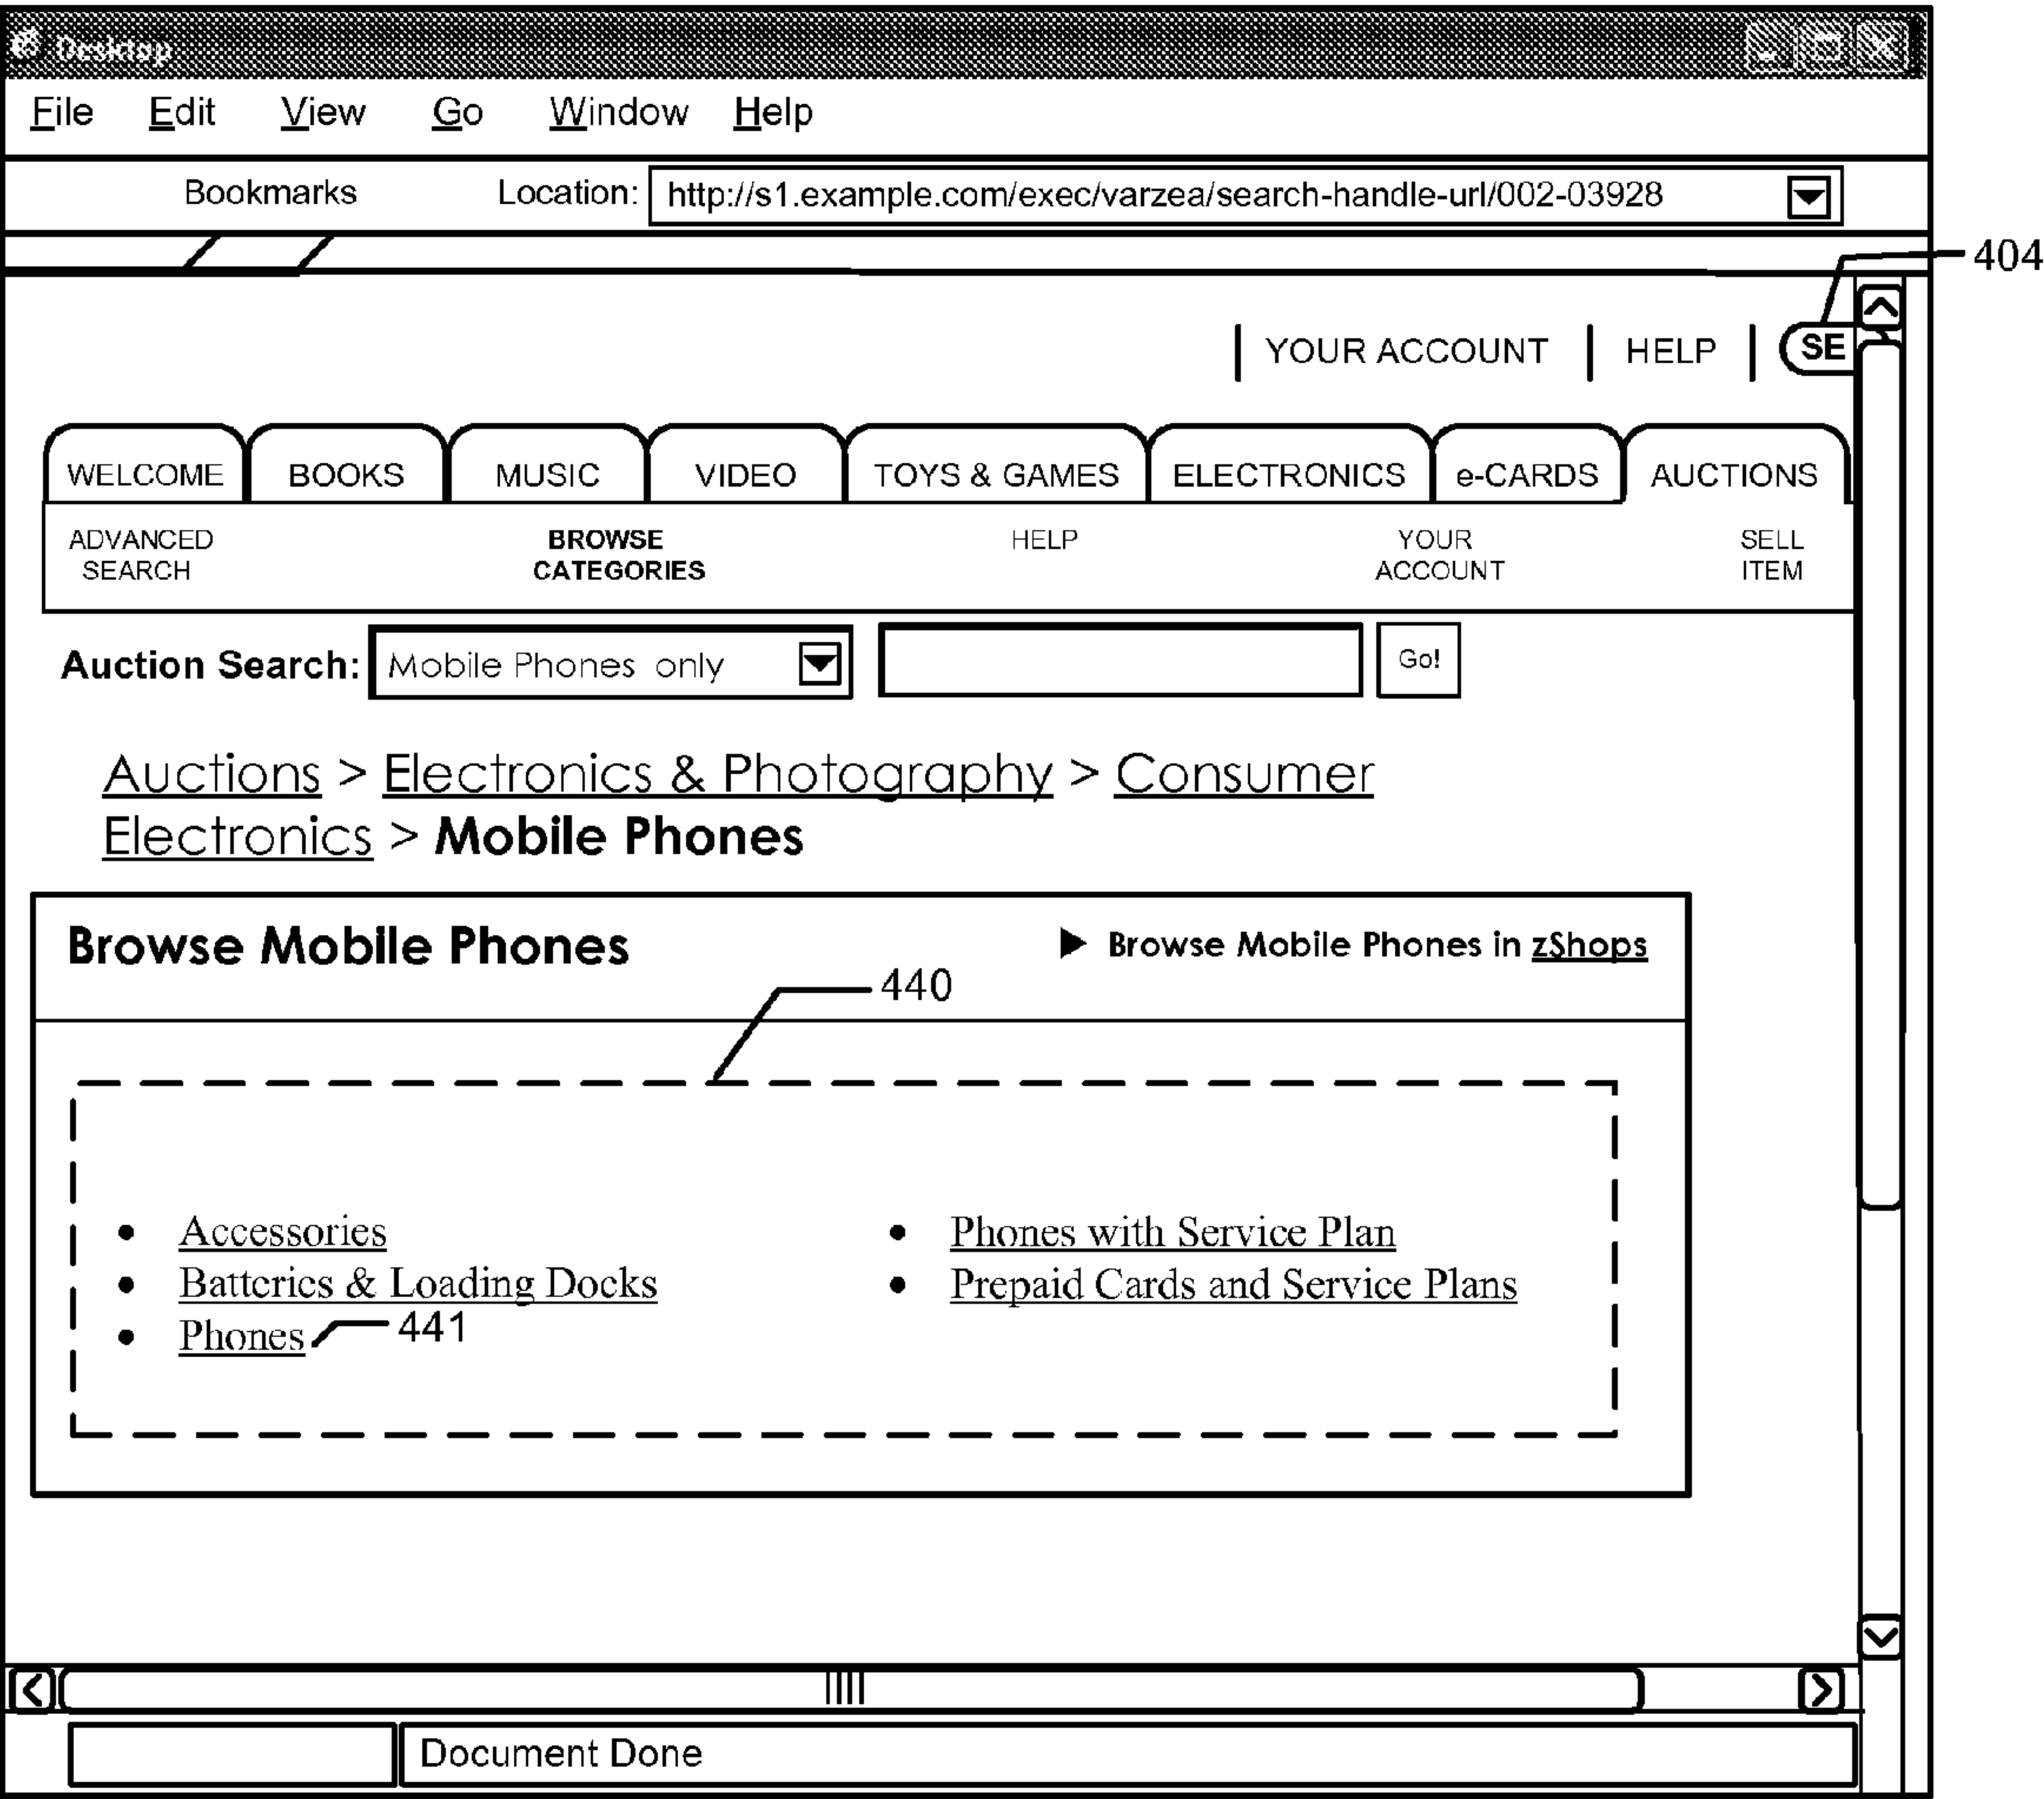 Desktop
File Edit View Go Window Help
Bookmarks Location: http://s1.example.com/exec/varzea/search-handle-url/002-03928
404
YOUR ACCOUNT | HELP | SE
WELCOME BOOKS MUSIC VIDEO TOYS & GAMES ELECTRONICS e-CARDS AUCTIONS
ADVANCED SEARCH BROWSE CATEGORIES HELP YOUR ACCOUNT SELL ITEM
Auction Search: Mobile Phones only Go!
Auctions > Electronics & Photography > Consumer
Electronics > Mobile Phones
Browse Mobile Phones ▶ Browse Mobile Phones in zShops
440
• Accessories
• Batteries & Loading Docks
• Phones 441
• Phones with Service Plan
• Prepaid Cards and Service Plans
Document Done